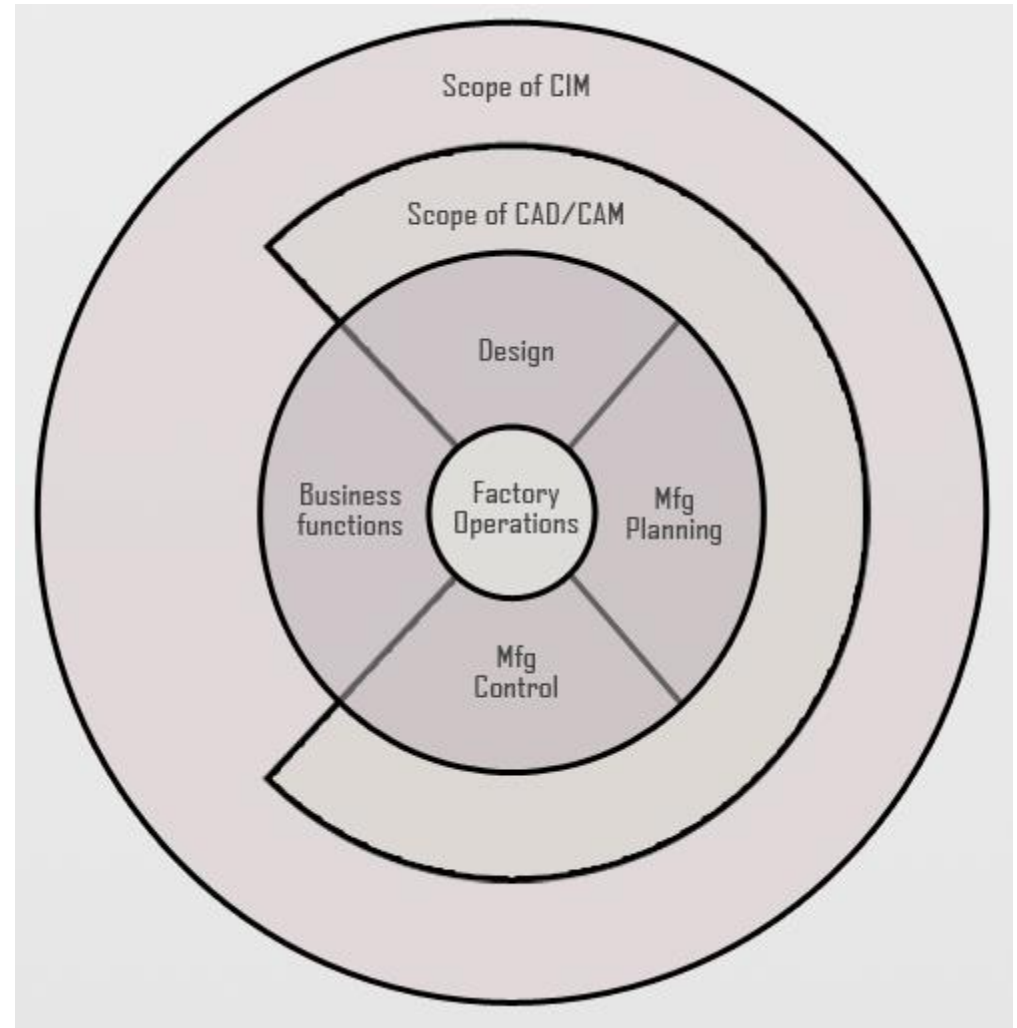 Scope of CIM
Scope of CAD/CAM
Design
Business
functions
Factory
Operations
Mfg
Planning
Mfg
Control